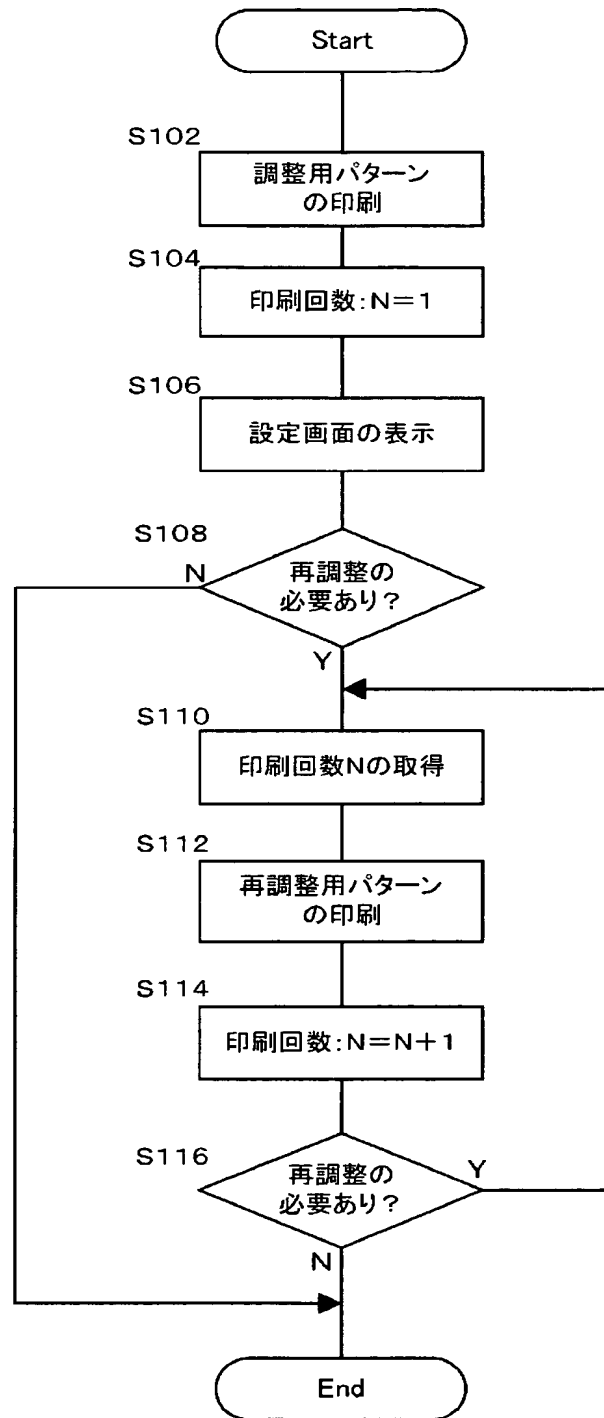 Start
S102
調整用パターン
の印刷
S104
印刷回数:N＝1
S106
設定画面の表示
S108
N
再調整の
必要あり?
Y
S110
印刷回数Nの取得
S112
再調整用パターン
の印刷
S114
印刷回数:N＝N＋1
S116
再調整の
必要あり?
Y
N
End